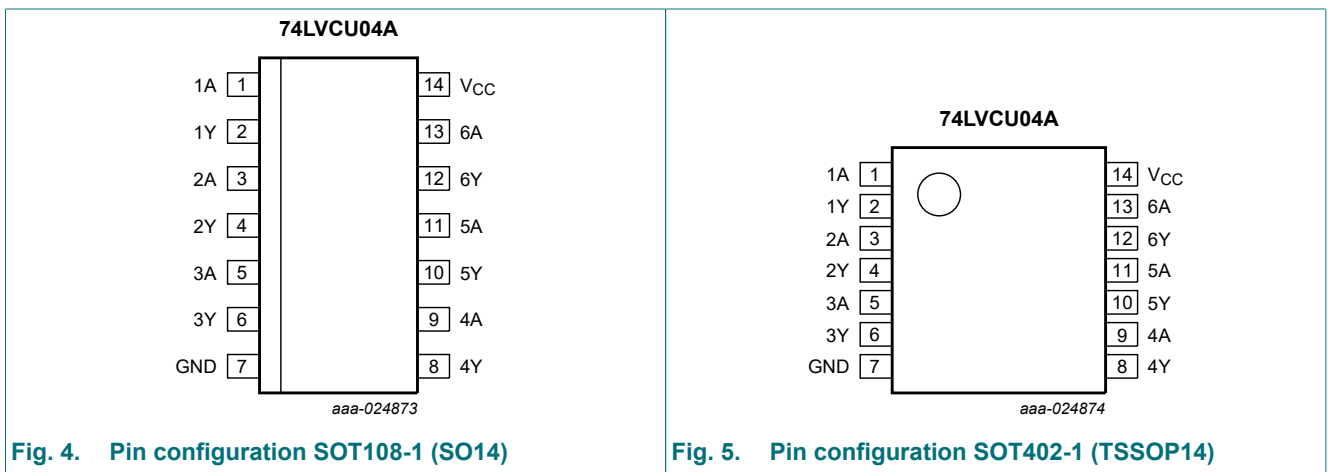 74LVCU04A
1A 1 14 VCC
1Y 2 13 6A
2A 3 12 6Y
2Y 4 11 5A
3A 5 10 5Y
3Y 6 9 4A
GND 7 8 4Y
aaa-024873
Fig. 4. Pin configuration SOT108-1 (SO14)
74LVCU04A
1A 1 14 VCC
1Y 2 13 6A
2A 3 12 6Y
2Y 4 11 5A
3A 5 10 5Y
3Y 6 9 4A
GND 7 8 4Y
aaa-024874
Fig. 5. Pin configuration SOT402-1 (TSSOP14)